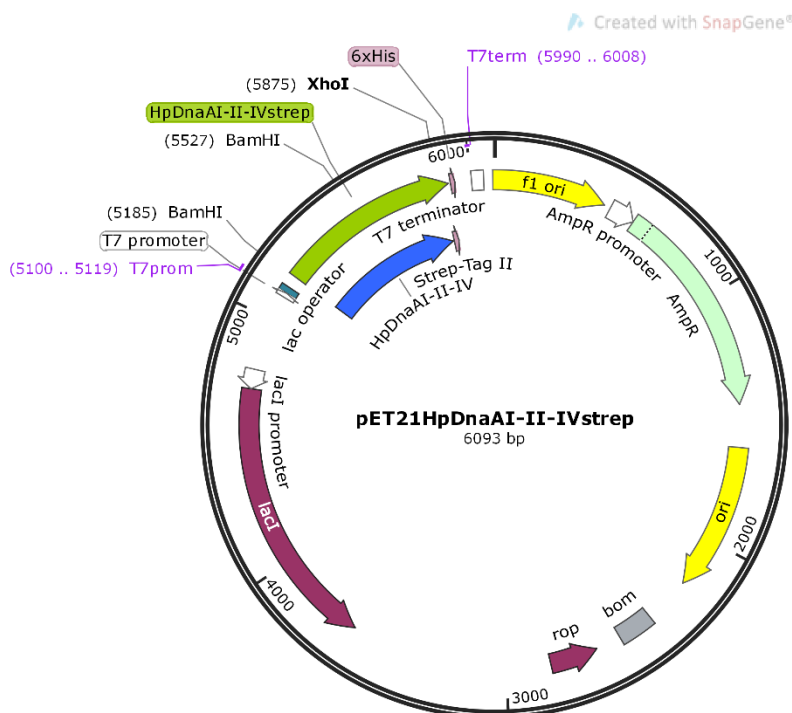 Created with SnapGene®
6xHis
T7term (5990 .. 6008)
(5875) XhoI
HpDnaAI-II-IVstrep
(5527) BamHI
6000
f1 ori
(5185) BamHI
T7 terminator
AmpR promoter
T7 promoter
Strep-Tag II
1000
(5100 .. 5119) T7prom
lac operator
HpDnaAI-II-IV
AmpR
5000
lacI promoter
pET21HpDnaAI-II-IVstrep
6093 bp
lacI
ori
2000
4000
bom
rop
3000